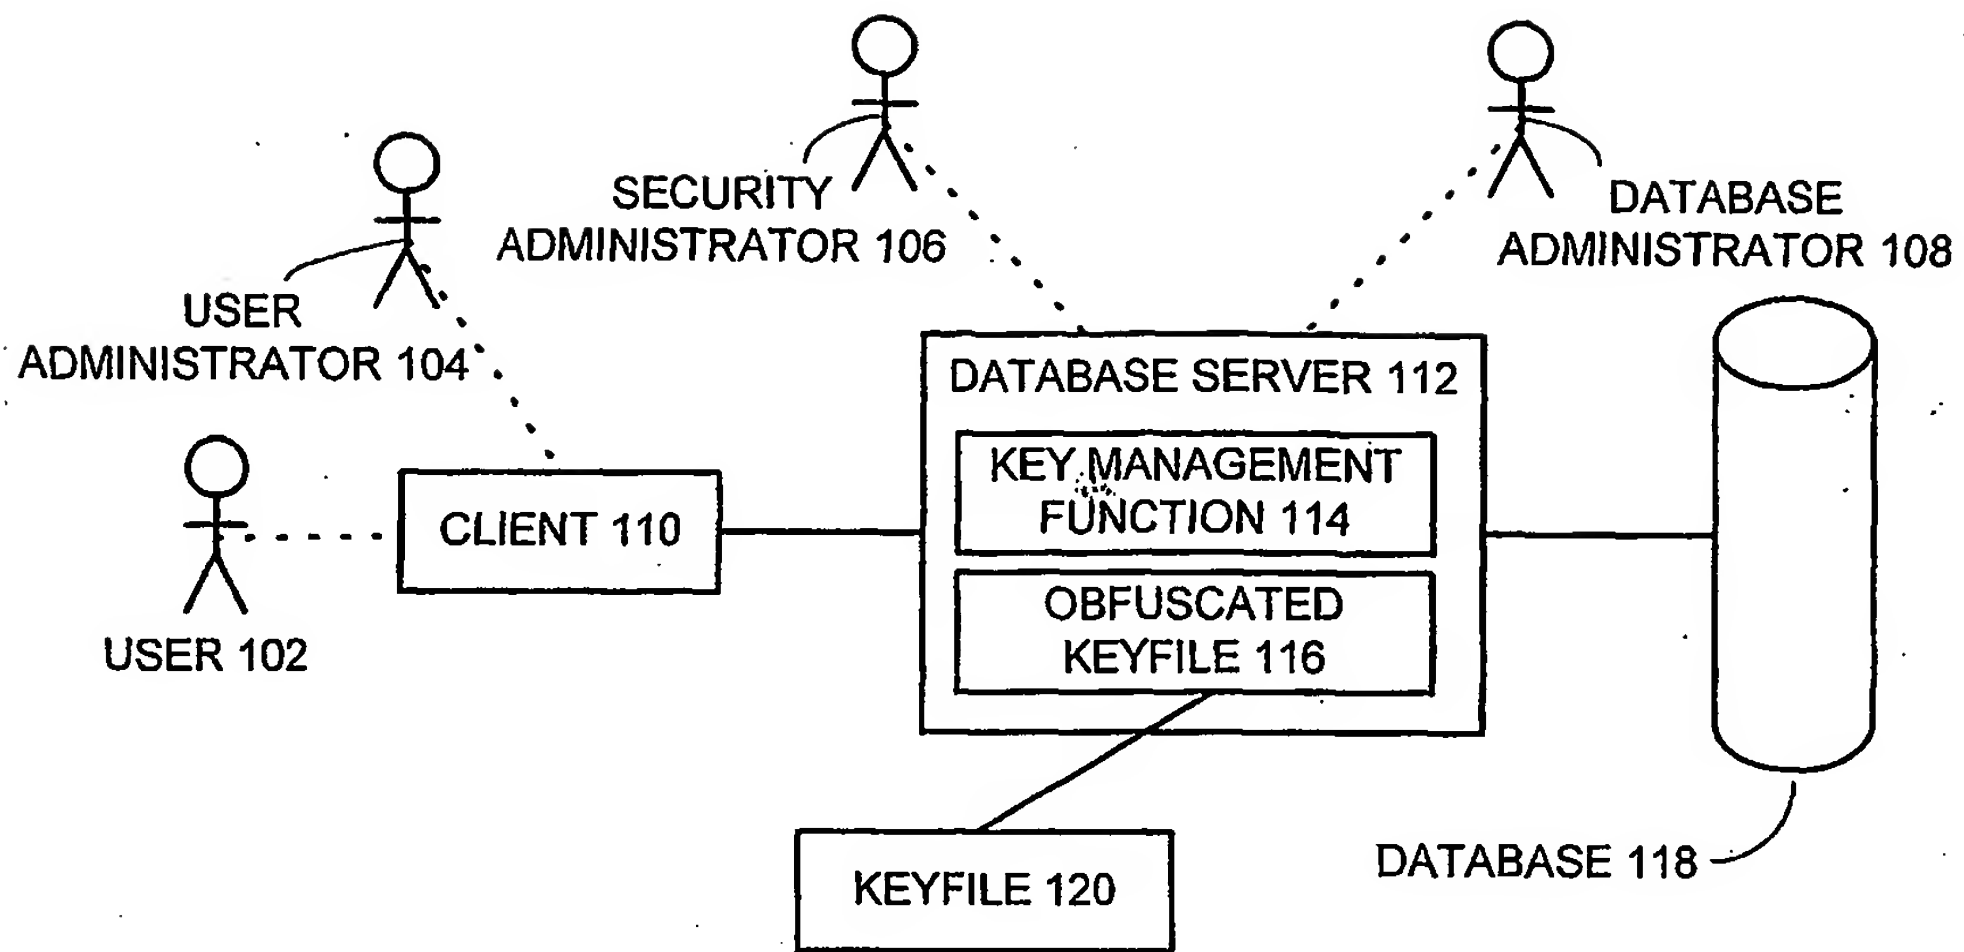 SECURITY
ADMINISTRATOR 106
DATABASE
ADMINISTRATOR 108
USER
ADMINISTRATOR 104
DATABASE SERVER 112
KEY MANAGEMENT
FUNCTION 114
CLIENT 110
OBFUSCATED
KEYFILE 116
USER 102
DATABASE 118
KEYFILE 120